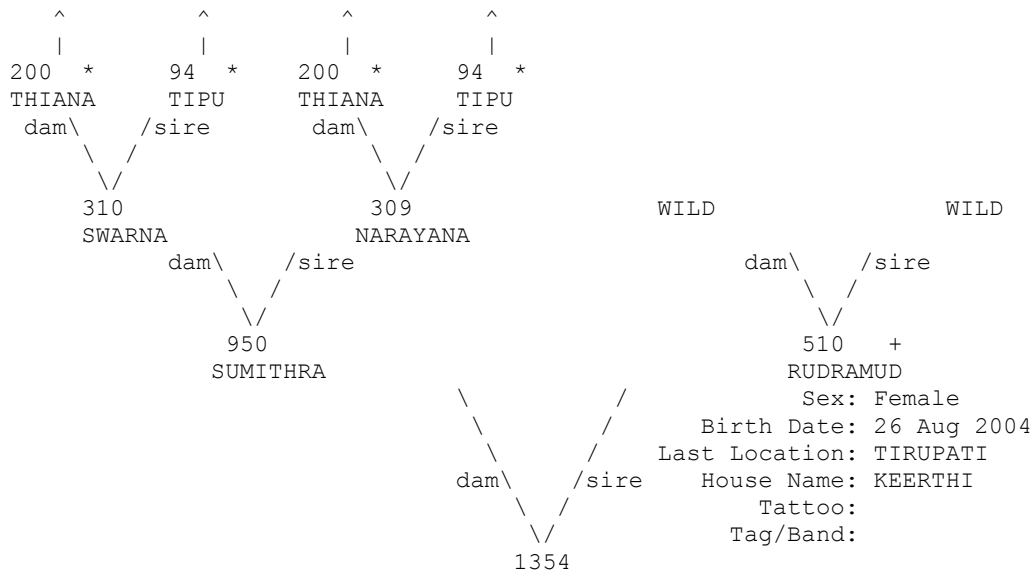 ^ ^ ^ ^
| | | |
200 * 94 * 200 * 94 *
THIANA TIPU THIANA TIPU
dam\ /sire dam\ /sire
\ / \ /
\/ \/
310 309 WILD WILD
SWARNA NARAYANA
dam\ /sire dam\ /sire
\ / \ /
\/ \/
950 510 +
SUMITHRA RUDRAMUD
\ / Sex: Female
\ / Birth Date: 26 Aug 2004
\ / Last Location: TIRUPATI
dam\ /sire House Name: KEERTHI
\ / Tattoo:
\/ Tag/Band:
1354